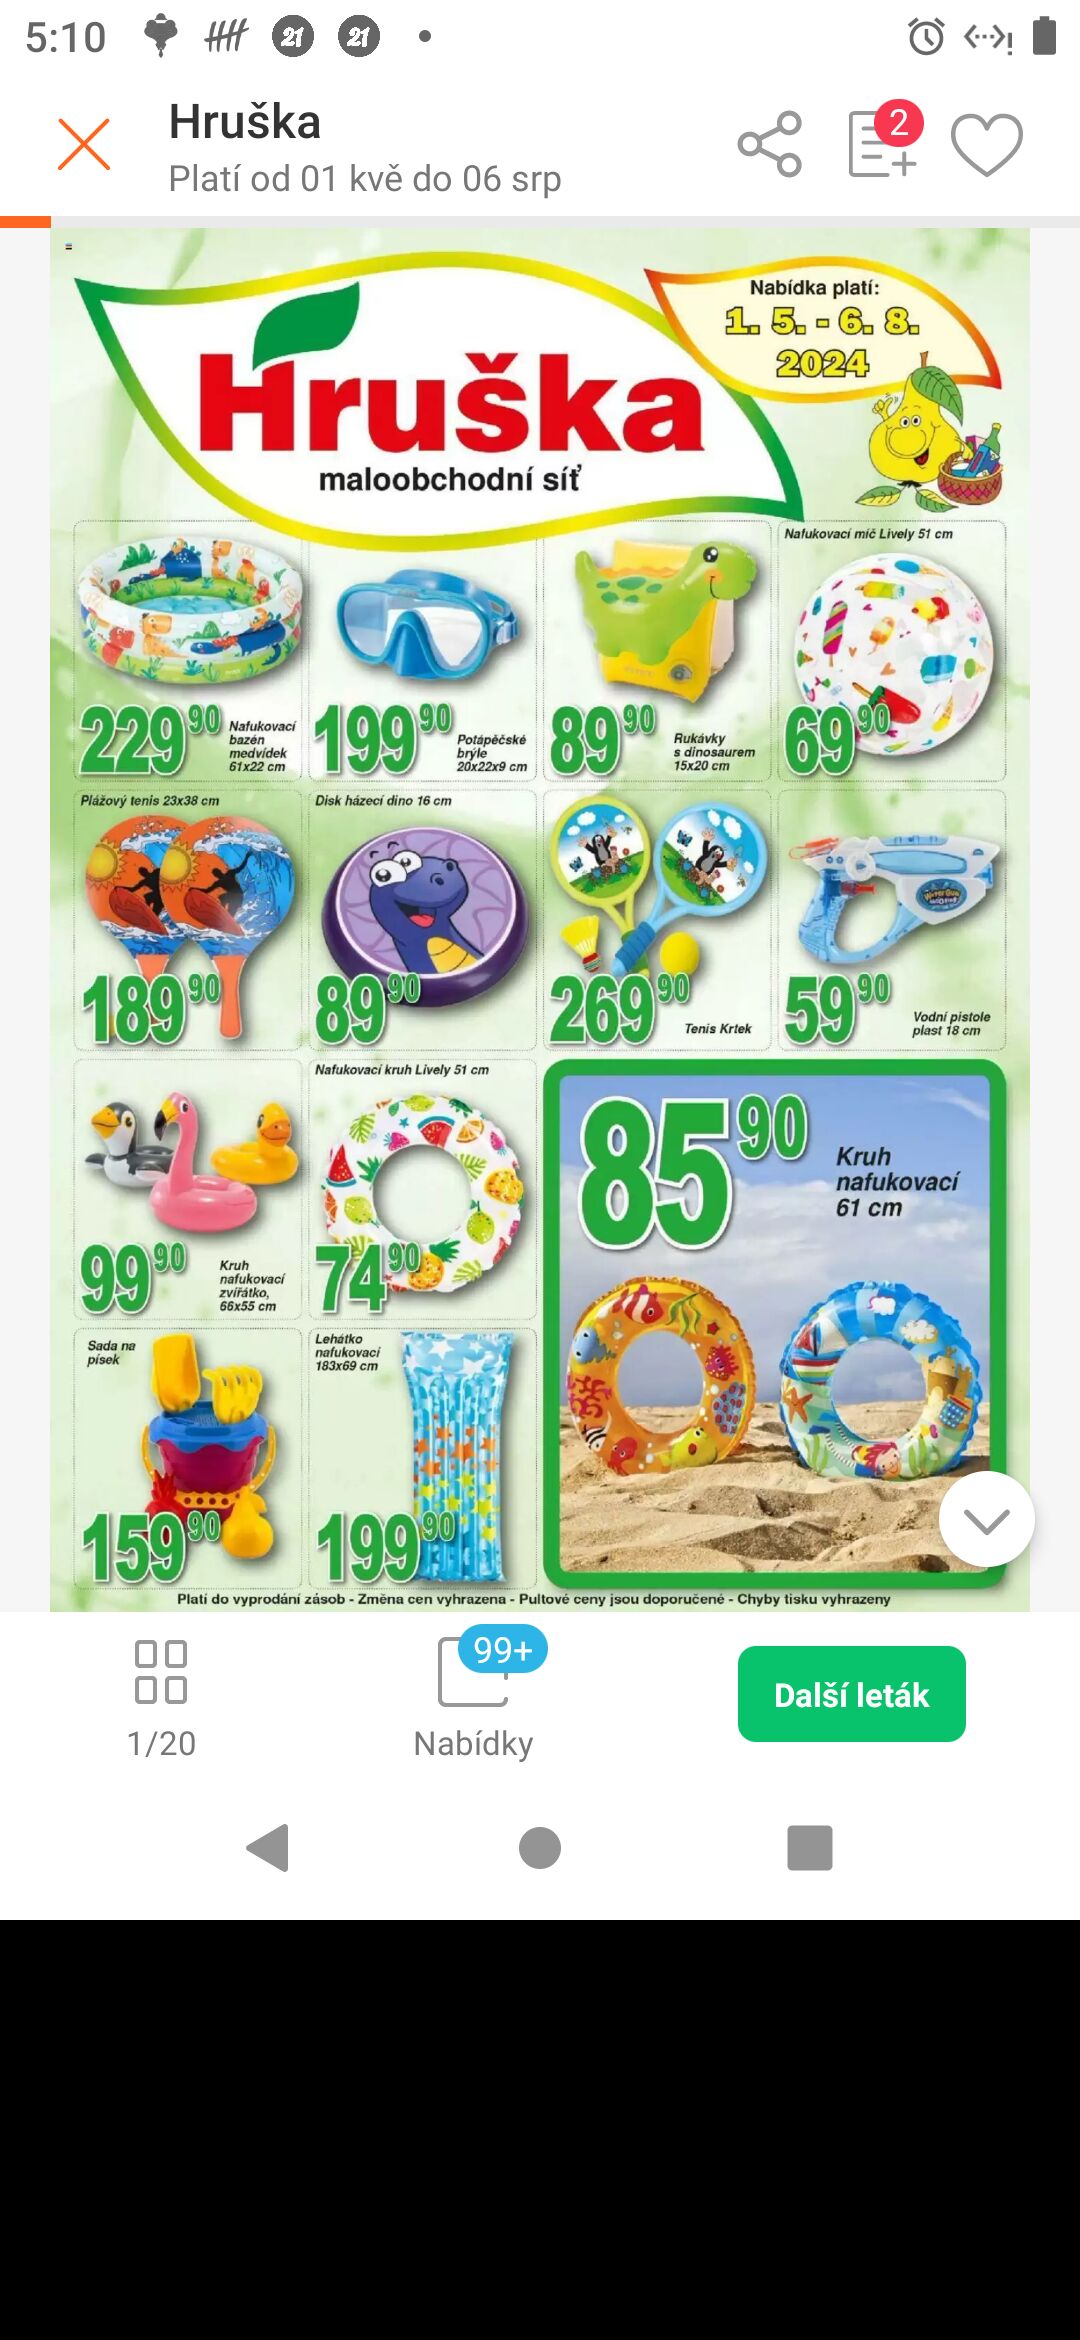 5:10
21
21
Hruška
2
Platí od 01 kvě do 06 srp
Nabídka platí:
1. 5. - 6. 8.
2024
Hruška
maloobchodní síť
Nafukovací míč Lively 51 cm
229 90
Nafukovací
bazén
medvídek
61x22 cm
199 90
Potápěčské
brýle
20x22x9 cm
89 90
Rukávky
s dinosaurem
15x20 cm
69 90
Plážový tenis 23x38 cm
Disk házecí dino 16 cm
189 90
89 90
269 90
Tenis Krtek
59 90
Vodní pistole
plast 18 cm
Nafukovací kruh Lively 51 cm
99 90
Kruh
nafukovací
zvířátko,
66x55 cm
74 90
85 90
Kruh
nafukovací
61 cm
Sada na
písek
Lehátko
nafukovací
183x69 cm
159 90
199 90
Platí do vyprodání zásob - Změna cen vyhrazena - Pultové ceny jsou doporučené - Chyby tisku vyhrazeny
99+
1/20
Nabídky
Další leták